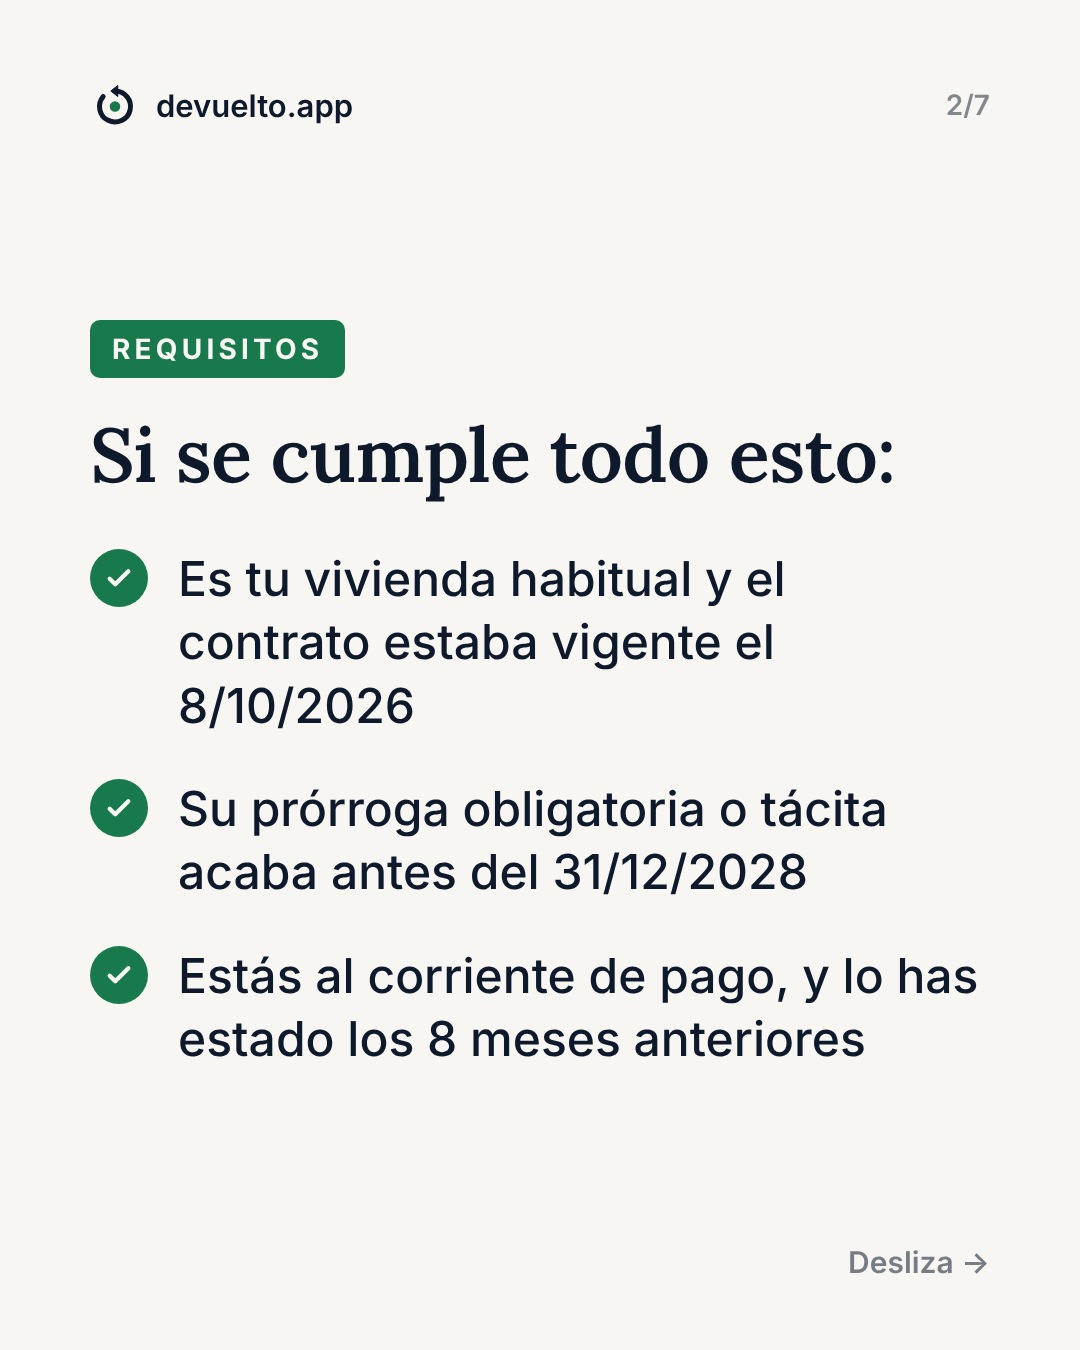 devuelto.app
2/7
REQUISITOS
Si se cumple todo esto:
Es tu vivienda habitual y el
contrato estaba vigente el
8/10/2026
Su prórroga obligatoria o tácita
acaba antes del 31/12/2028
Estás al corriente de pago, y lo has
estado los 8 meses anteriores
Desliza →